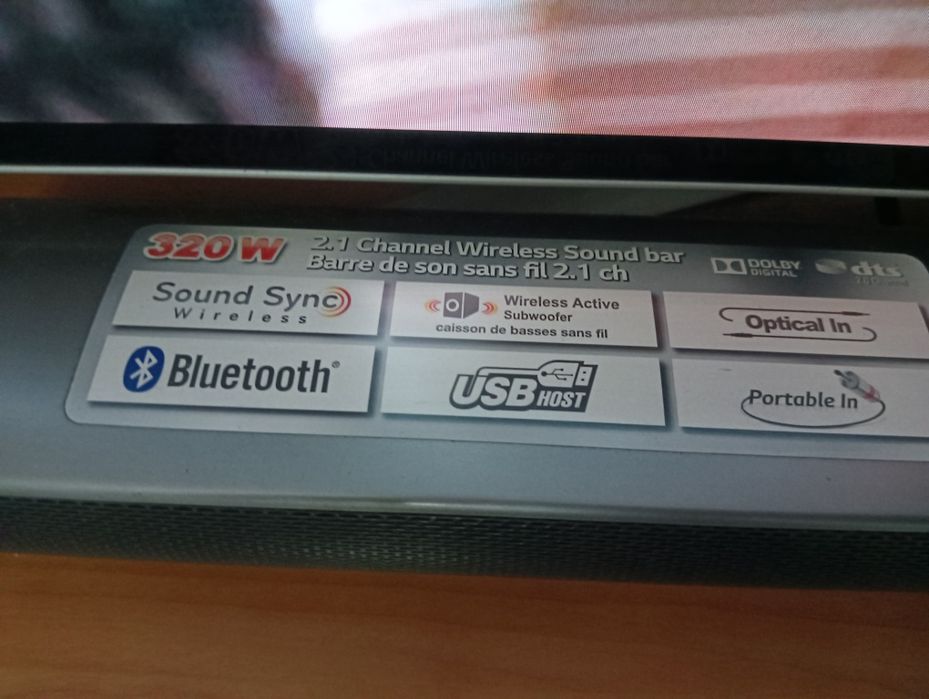 320 W
2.1 Channel Wireless Sound bar
Barre de son sans fil 2.1 ch
DOLBY
DIGITAL
dts
Sound Sync
Wireless
Wireless Active
Subwoofer
caisson de basses sans fil
Optical In
Bluetooth®
USB
HOST
Portable In